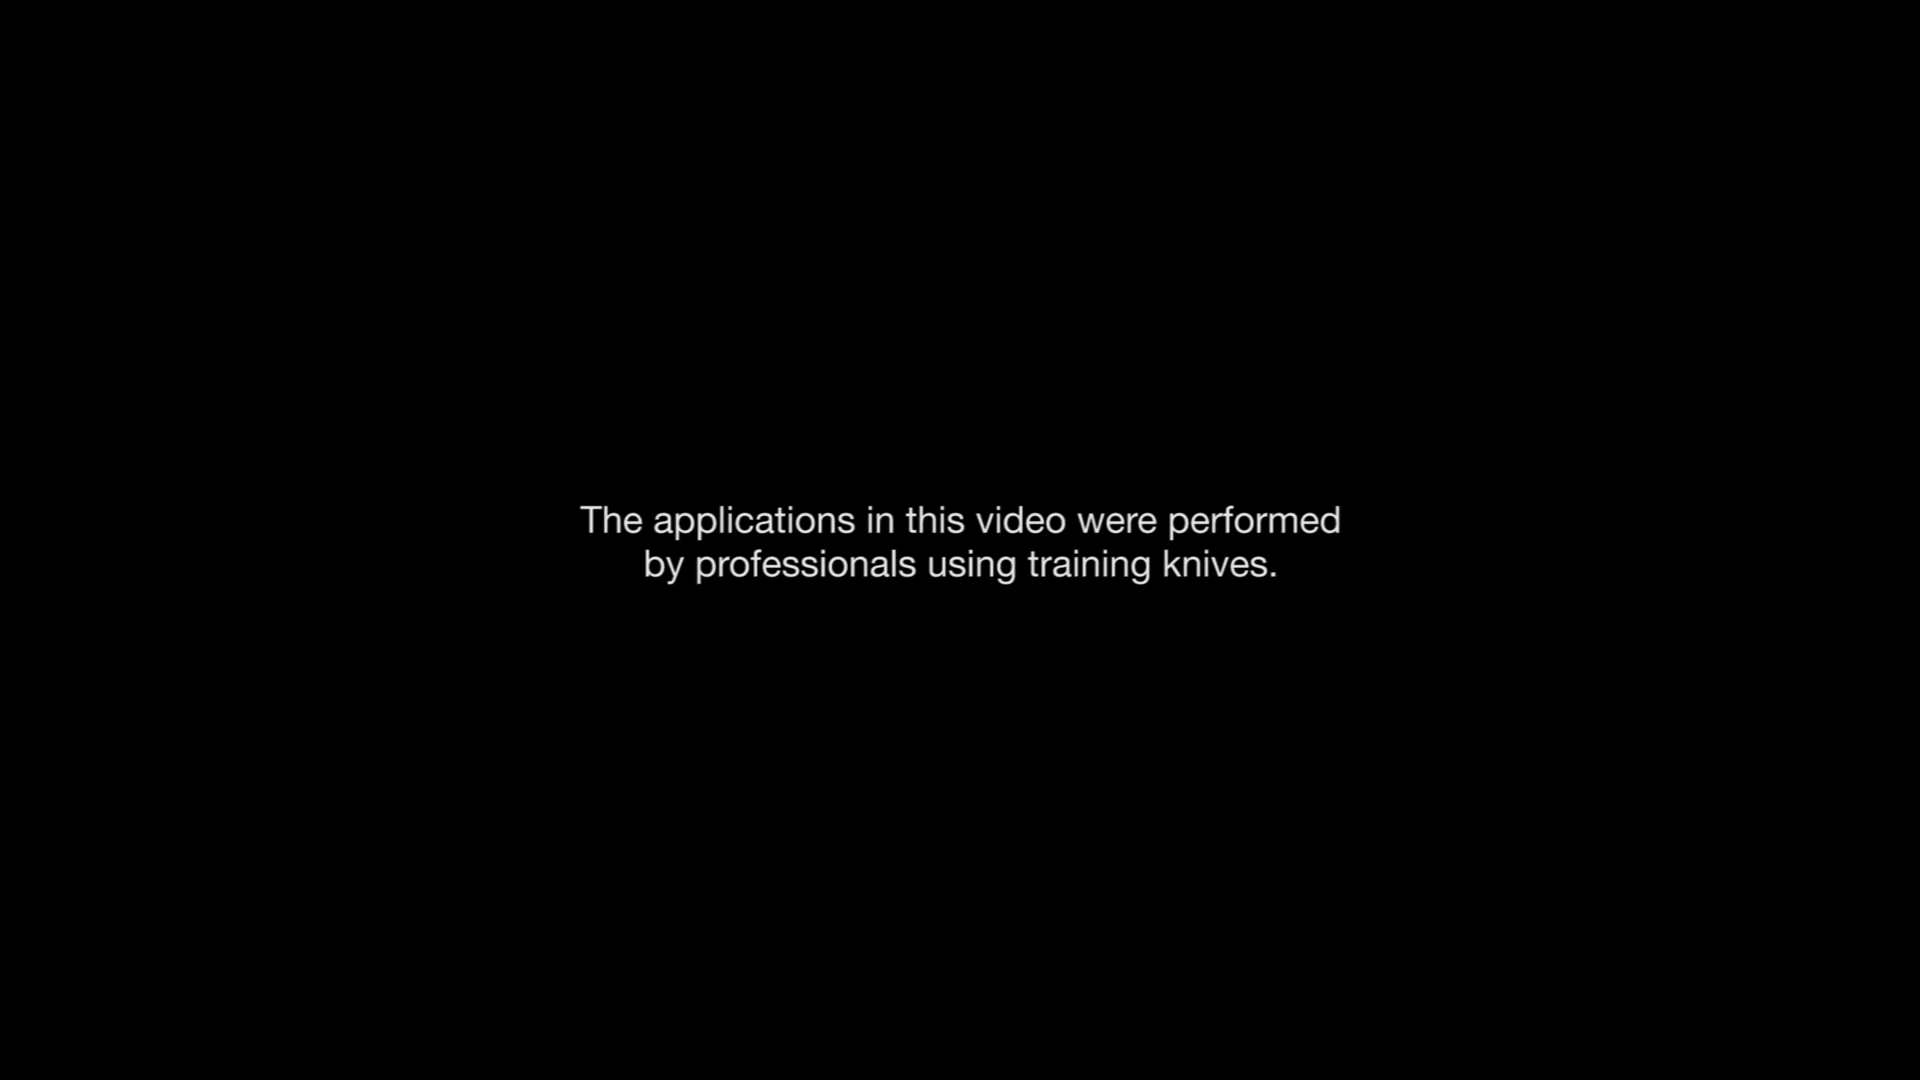 The applications in this video were performed
by professionals using training knives.